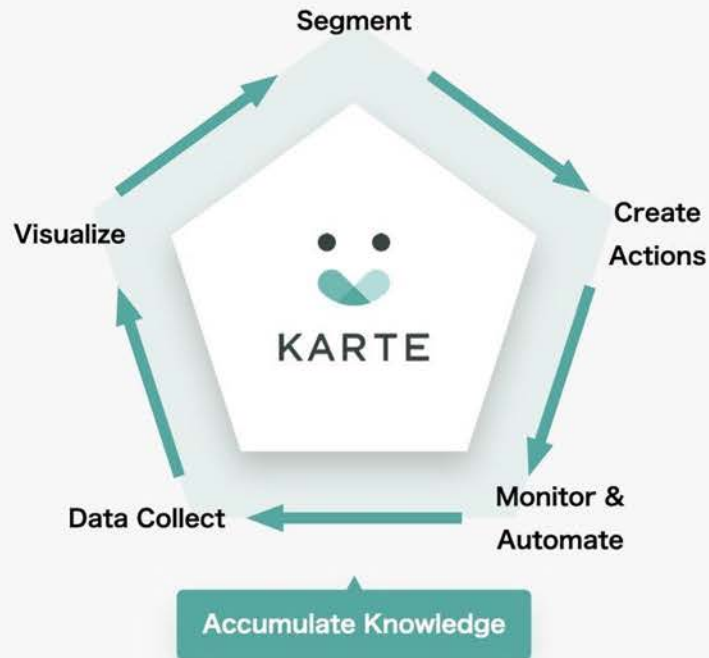 Segment
Create
Actions
Visualize
KARTE
Monitor &
Automate
Data Collect
Accumulate Knowledge